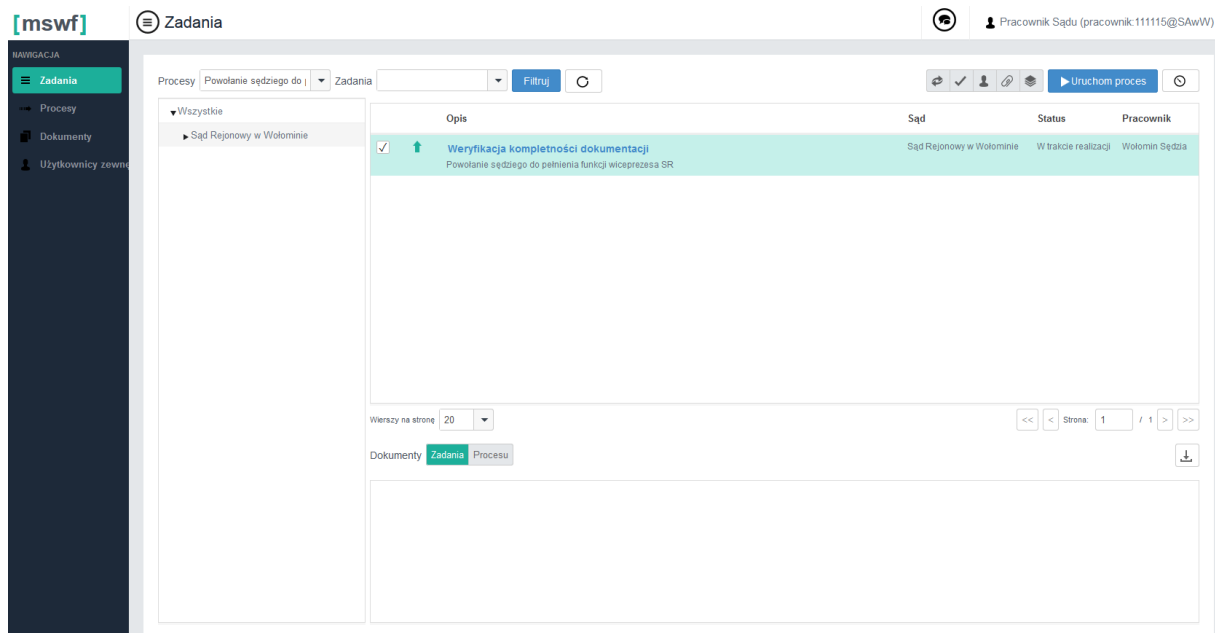 [mswf]
Zadania
Pracownik Sądu (pracownik:111115@SAwW)
NAWIGACJA
Zadania
Procesy
Dokumenty
Użytkownicy zewnę
Procesy Powołanie sędziego do p Zadania Filtruj Uruchom proces
Wszystkie
Sąd Rejonowy w Wołominie
Opis Sąd Status Pracownik
Weryfikacja kompletności dokumentacji Sąd Rejonowy w Wołominie W trakcie realizacji Wołomin Sędzia
Powołanie sędziego do pełnienia funkcji wiceprezesa SR
Wierszy na stronę 20 << < Strona: 1 / 1 > >>
Dokumenty Zadania Procesu